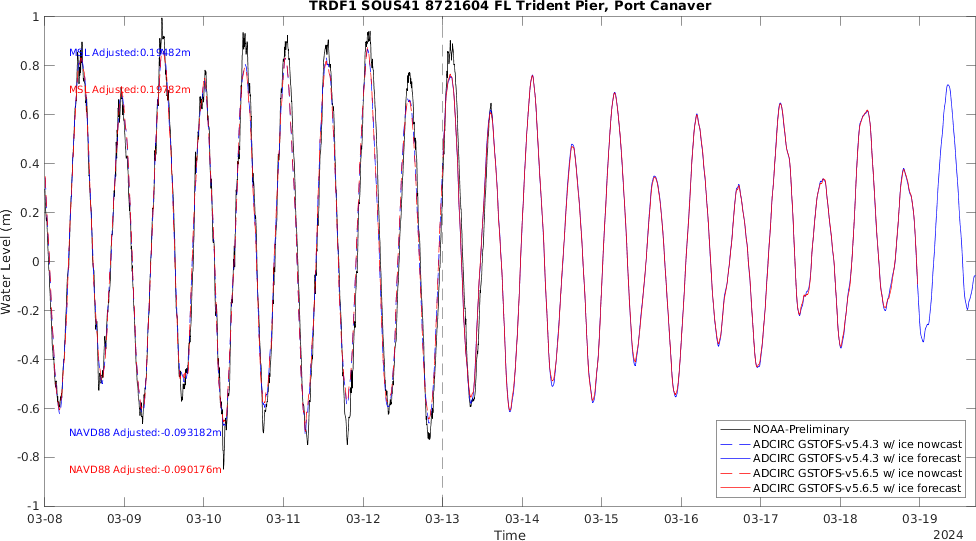 TRDF1 SOUS41 8721604 FL Trident Pier, Port Canaver
1
0.8
0.6
0.4
0.2
0
-0.2
-0.4
-0.6
-0.8
-1
Water Level (m)
MSL Adjusted:0.19482m
MSL Adjusted:0.19782m
NAVD88 Adjusted:-0.093182m
NAVD88 Adjusted:-0.090176m
NOAA-Preliminary
ADCIRC GSTOFS-v5.4.3 w/ ice nowcast
ADCIRC GSTOFS-v5.4.3 w/ ice forecast
ADCIRC GSTOFS-v5.6.5 w/ ice nowcast
ADCIRC GSTOFS-v5.6.5 w/ ice forecast
03-08 03-09 03-10 03-11 03-12 03-13 03-14 03-15 03-16 03-17 03-18 03-19
Time
2024